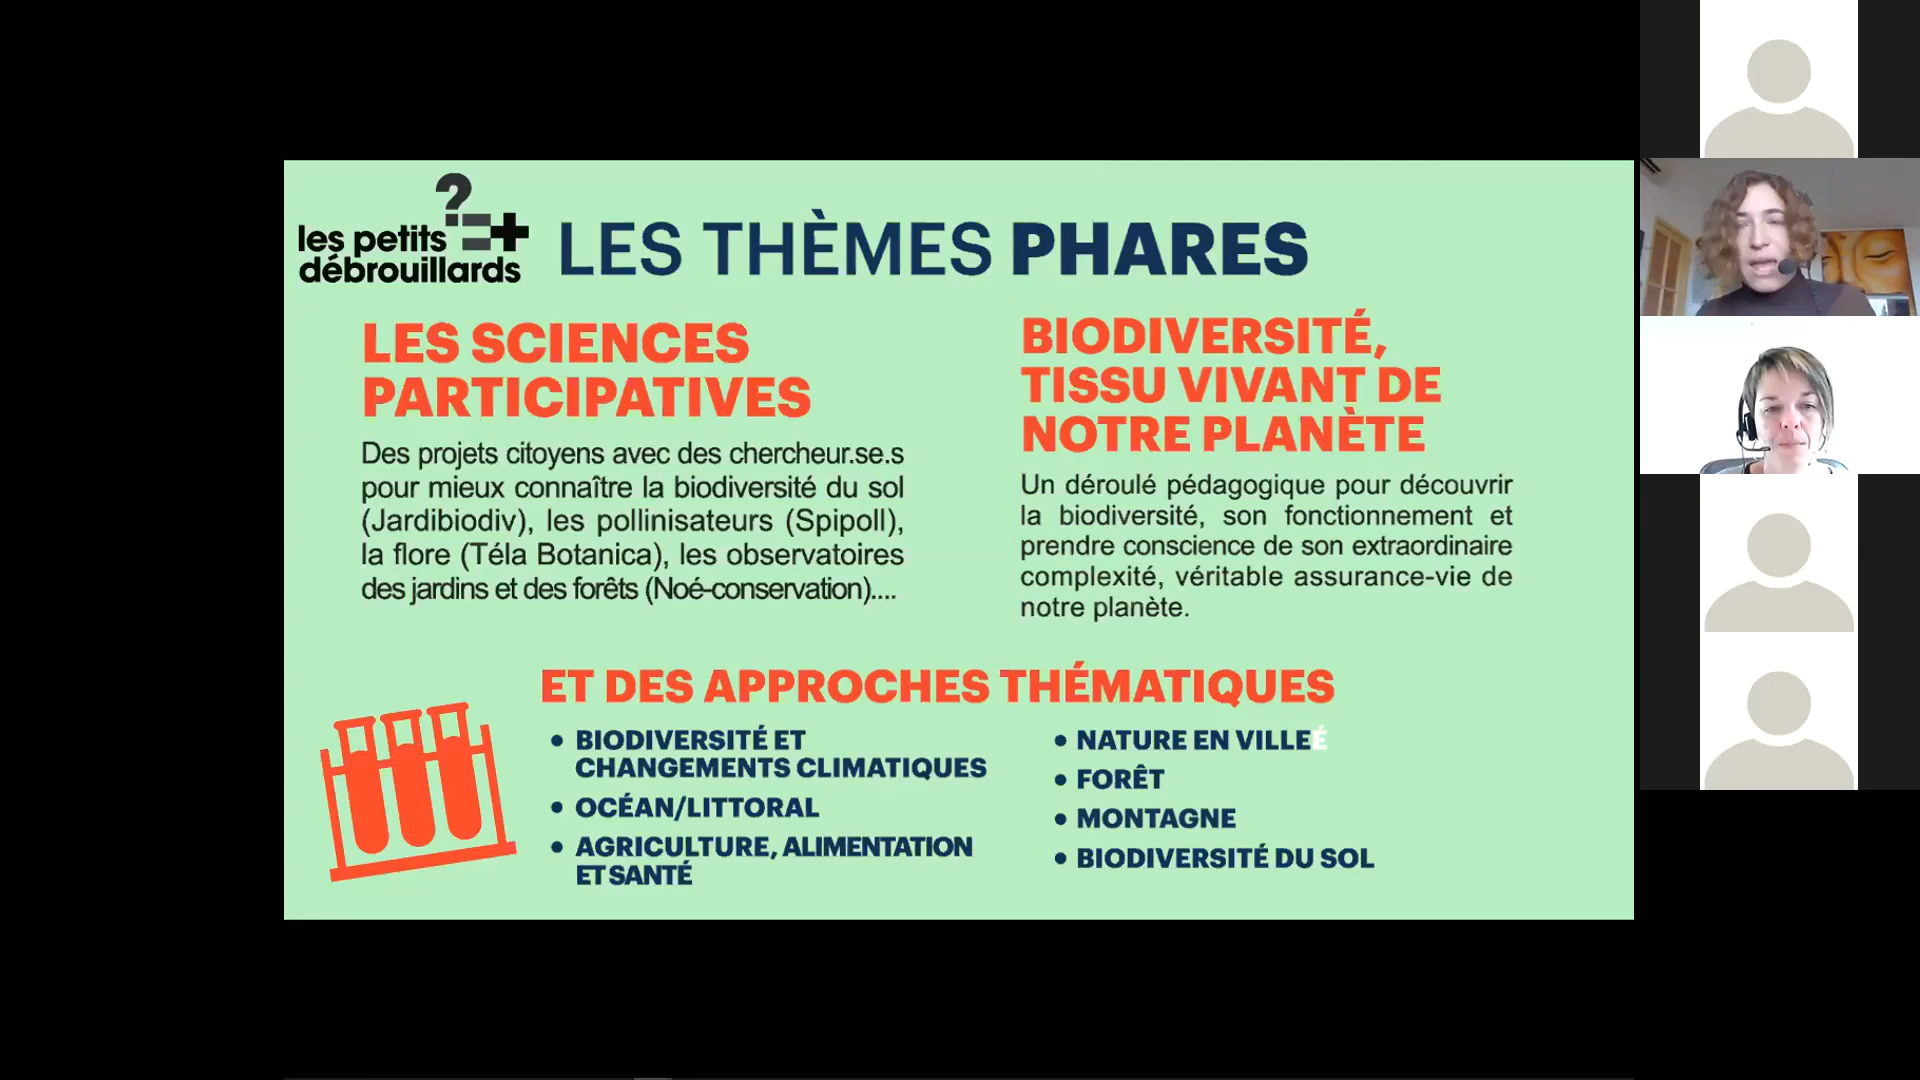 ?=+
les petits
débrouillards
LES THÈMES PHARES
LES SCIENCES
PARTICIPATIVES
Des projets citoyens avec des chercheur.se.s
pour mieux connaître la biodiversité du sol
(Jardibiodiv), les pollinisateurs (Spipoll),
la flore (Téla Botanica), les observatoires
des jardins et des forêts (Noé-conservation)....
BIODIVERSITÉ,
TISSU VIVANT DE
NOTRE PLANÈTE
Un déroulé pédagogique pour découvrir
la biodiversité, son fonctionnement et
prendre conscience de son extraordinaire
complexité, véritable assurance-vie de
notre planète.
ET DES APPROCHES THÉMATIQUES
• BIODIVERSITÉ ET
CHANGEMENTS CLIMATIQUES
• OCÉAN/LITTORAL
• AGRICULTURE, ALIMENTATION
ET SANTÉ
• NATURE EN VILLEÉ
• FORÊT
• MONTAGNE
• BIODIVERSITÉ DU SOL